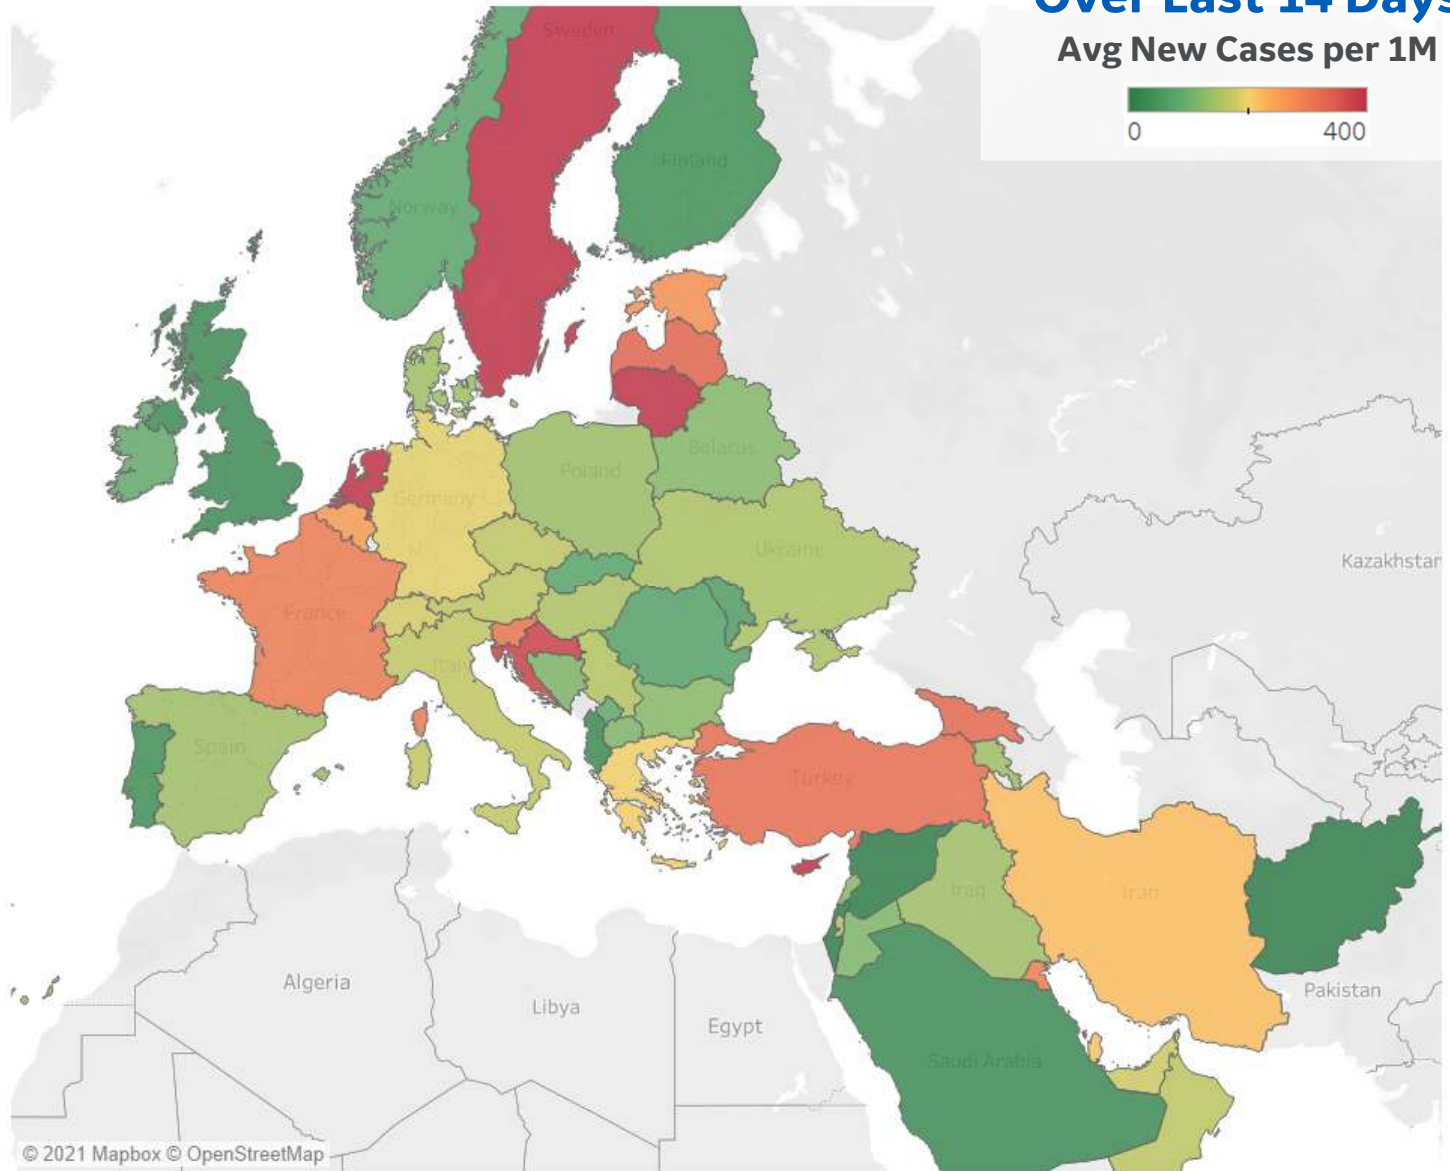 Over Last 14 Days
Avg New Cases per 1M
0 400
Sweden
Finland
Norway
Belarus
Poland
Germany
Ukraine
Kazakhstan
France
Italy
Spain
Turkey
Iraq
Iran
Algeria
Pakistan
Libya
Egypt
Saudi Arabia
© 2021 Mapbox © OpenStreetMap